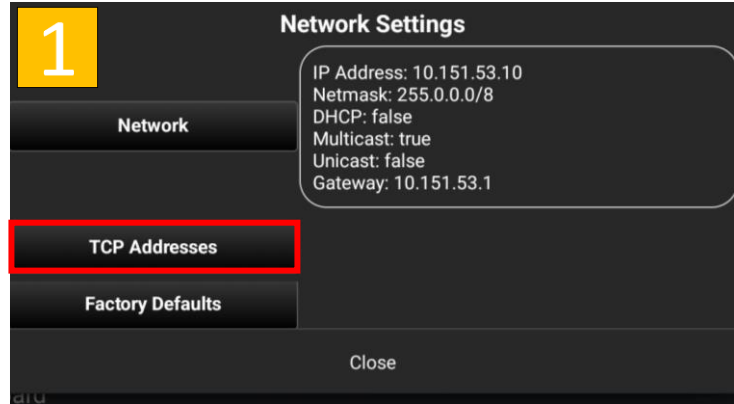 1
Network Settings
IP Address: 10.151.53.10
Netmask: 255.0.0.0/8
DHCP: false
Multicast: true
Unicast: false
Gateway: 10.151.53.1
Network
TCP Addresses
Factory Defaults
Close